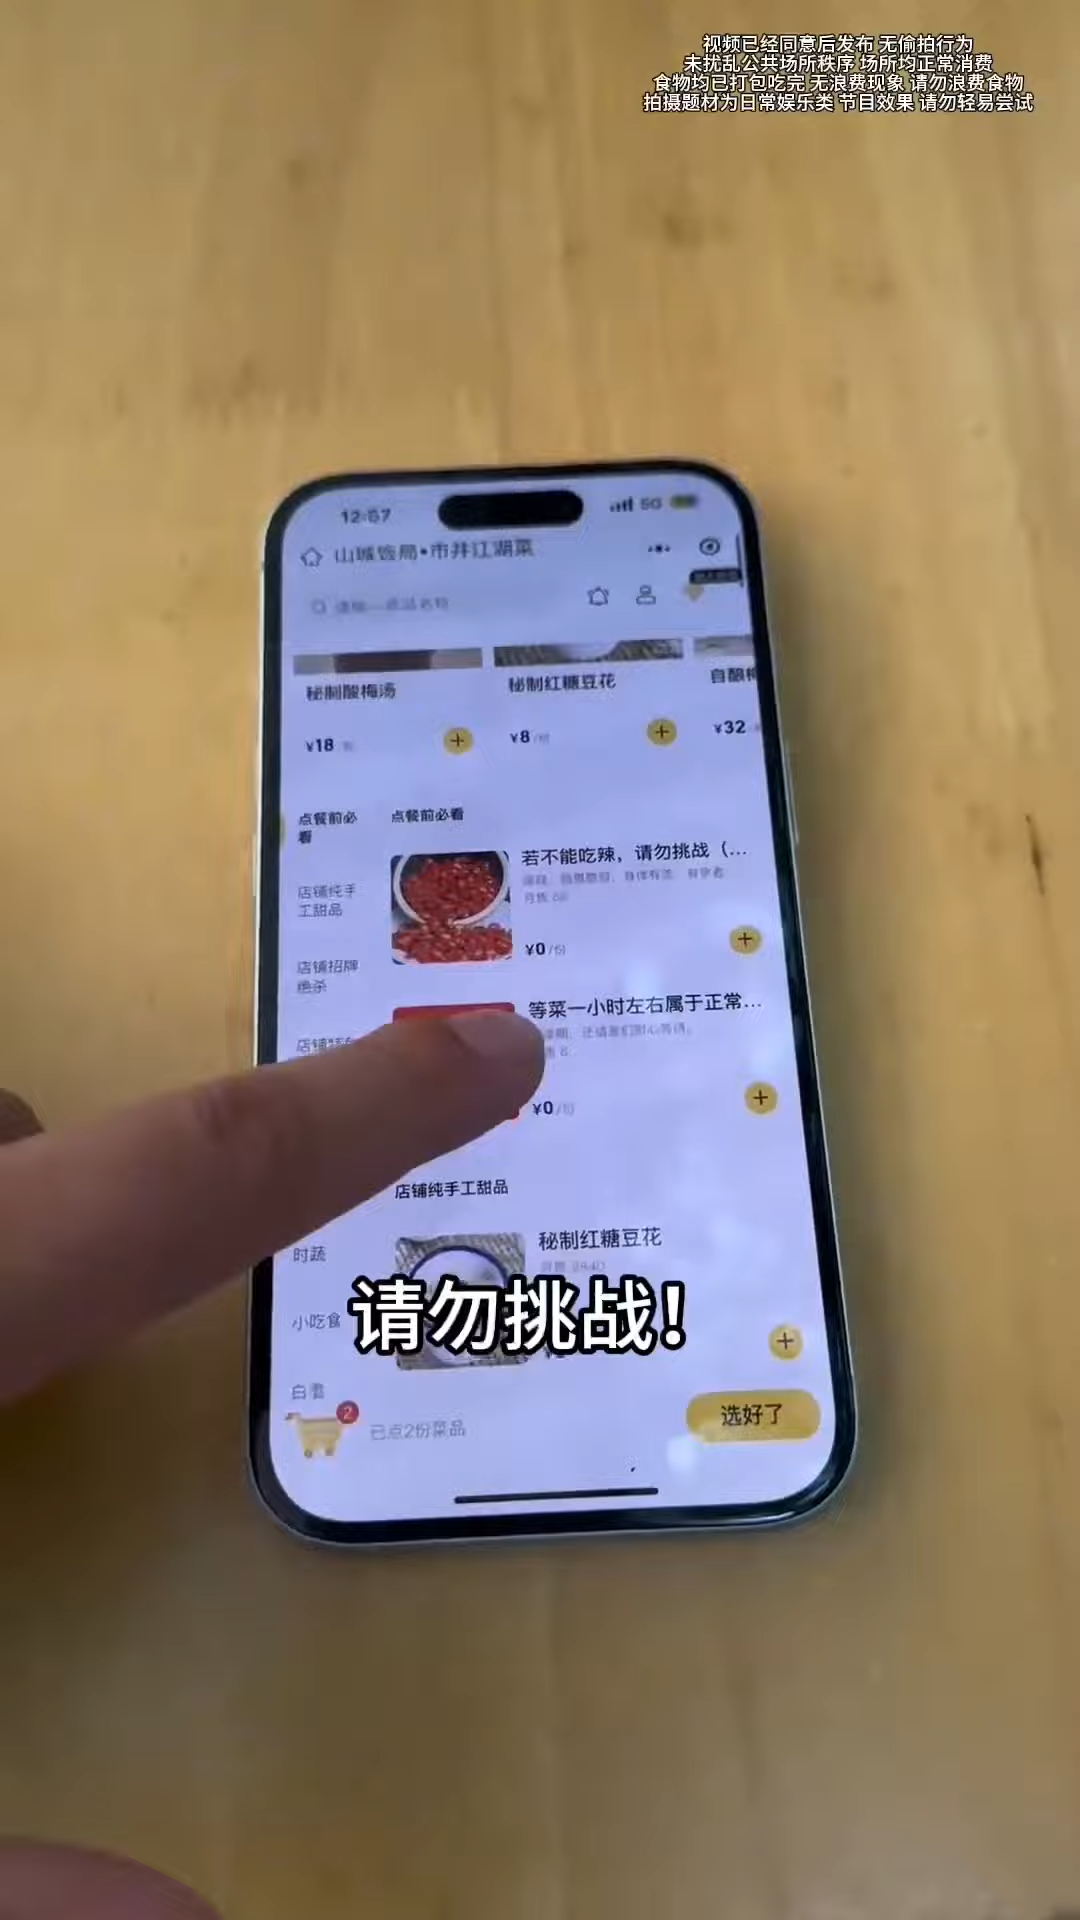 视频已经同意后发布 无偷拍行为
未扰乱公共场所秩序 场所均正常消费
食物均已打包吃完 无浪费现象 请勿浪费食物
拍摄题材为日常娱乐类 节目效果 请勿轻易尝试
12:57
5G
山城饭局•市井江湖菜
秘制酸梅汤
秘制红糖豆花
自酿梅
¥18
¥8
¥32
点餐前必看
点餐前必
看
若不能吃辣，请勿挑战（...
店铺纯手
工甜品
¥0/份
店铺招牌
绝杀
等菜一小时左右属于正常...
¥0/份
店铺纯手工甜品
秘制红糖豆花
时蔬
请勿挑战！
小吃食
2
已点2份菜品
选好了